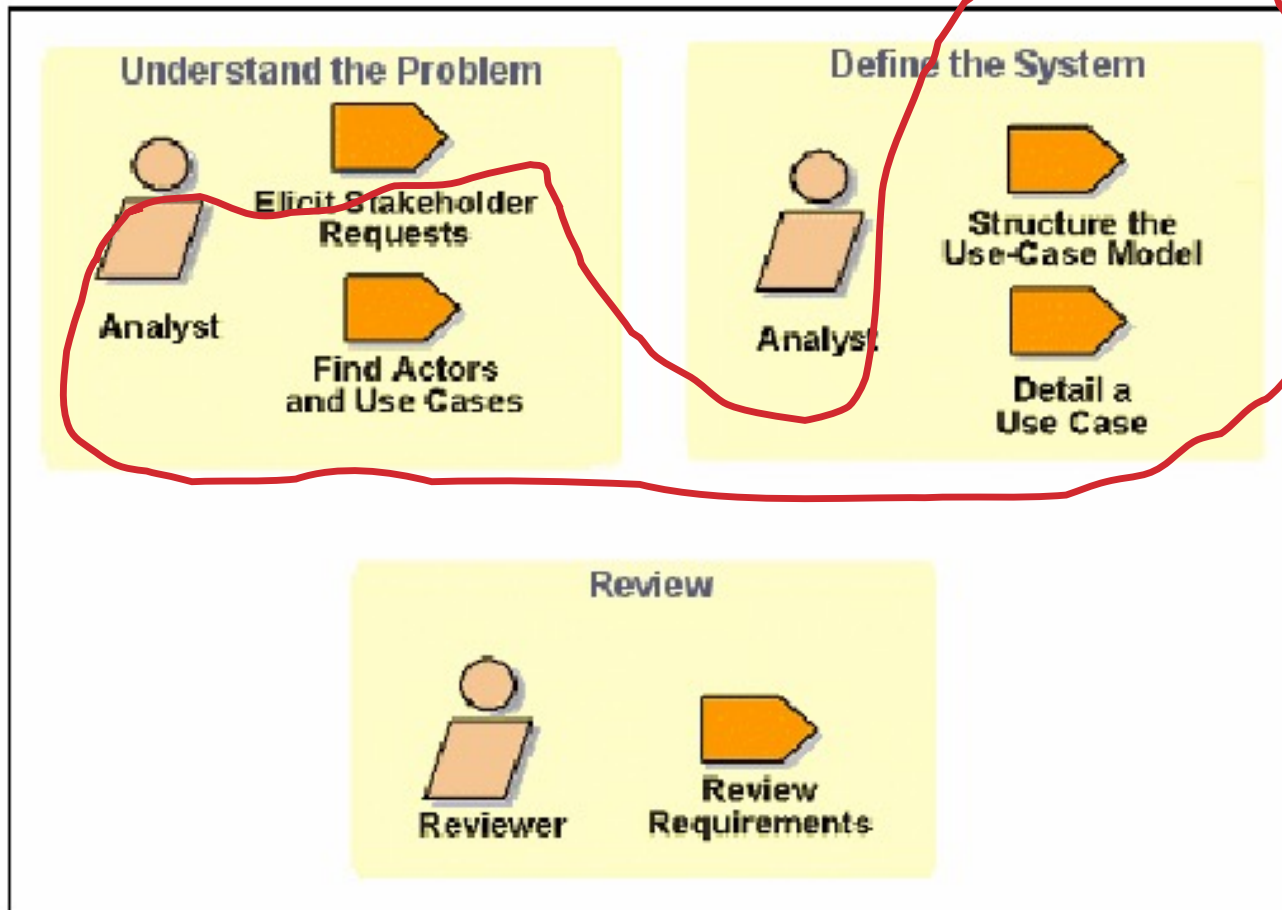 Understand the Problem
Elicit Stakeholder
Requests
Analyst
Find Actors
and Use Cases
Define the System
Structure the
Use-Case Model
Analyst
Detail a
Use Case
Review
Reviewer
Review
Requirements